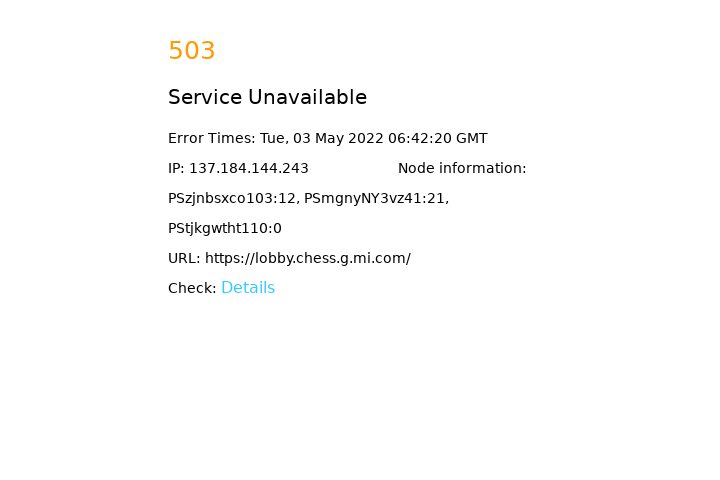 503
Service Unavailable
Error Times: Tue, 03 May 2022 06:42:20 GMT
IP: 137.184.144.243 Node information:
PSzjnbsxco103:12, PSmgnyNY3vz41:21,
PStjkgwtht110:0
URL: https://lobby.chess.g.mi.com/
Check: Details